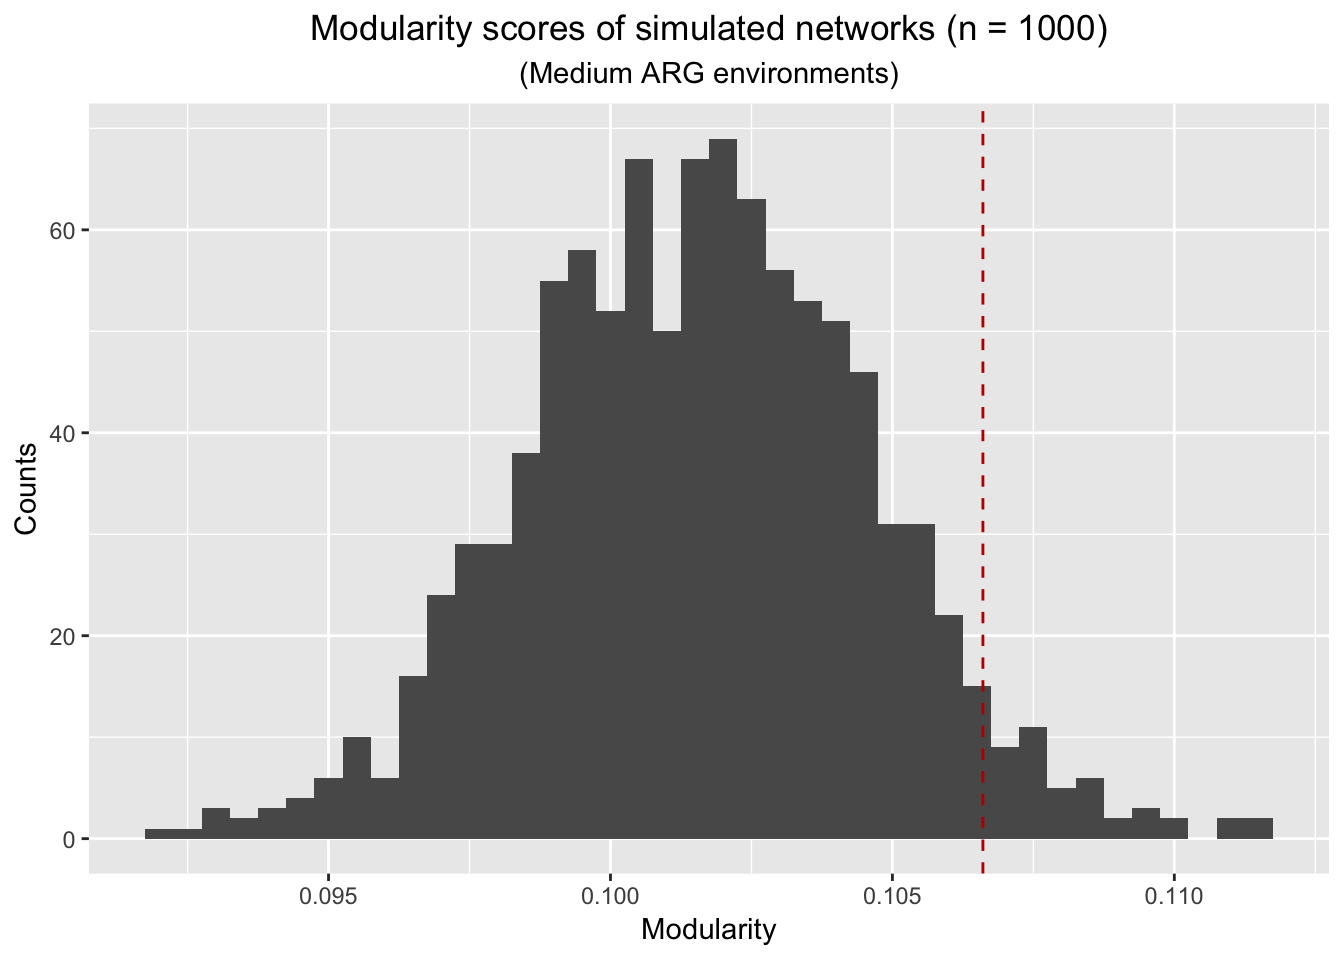 Modularity scores of simulated networks (n = 1000)
(Medium ARG environments)
60
40
20
0
Counts
0.095 0.100 0.105 0.110
Modularity